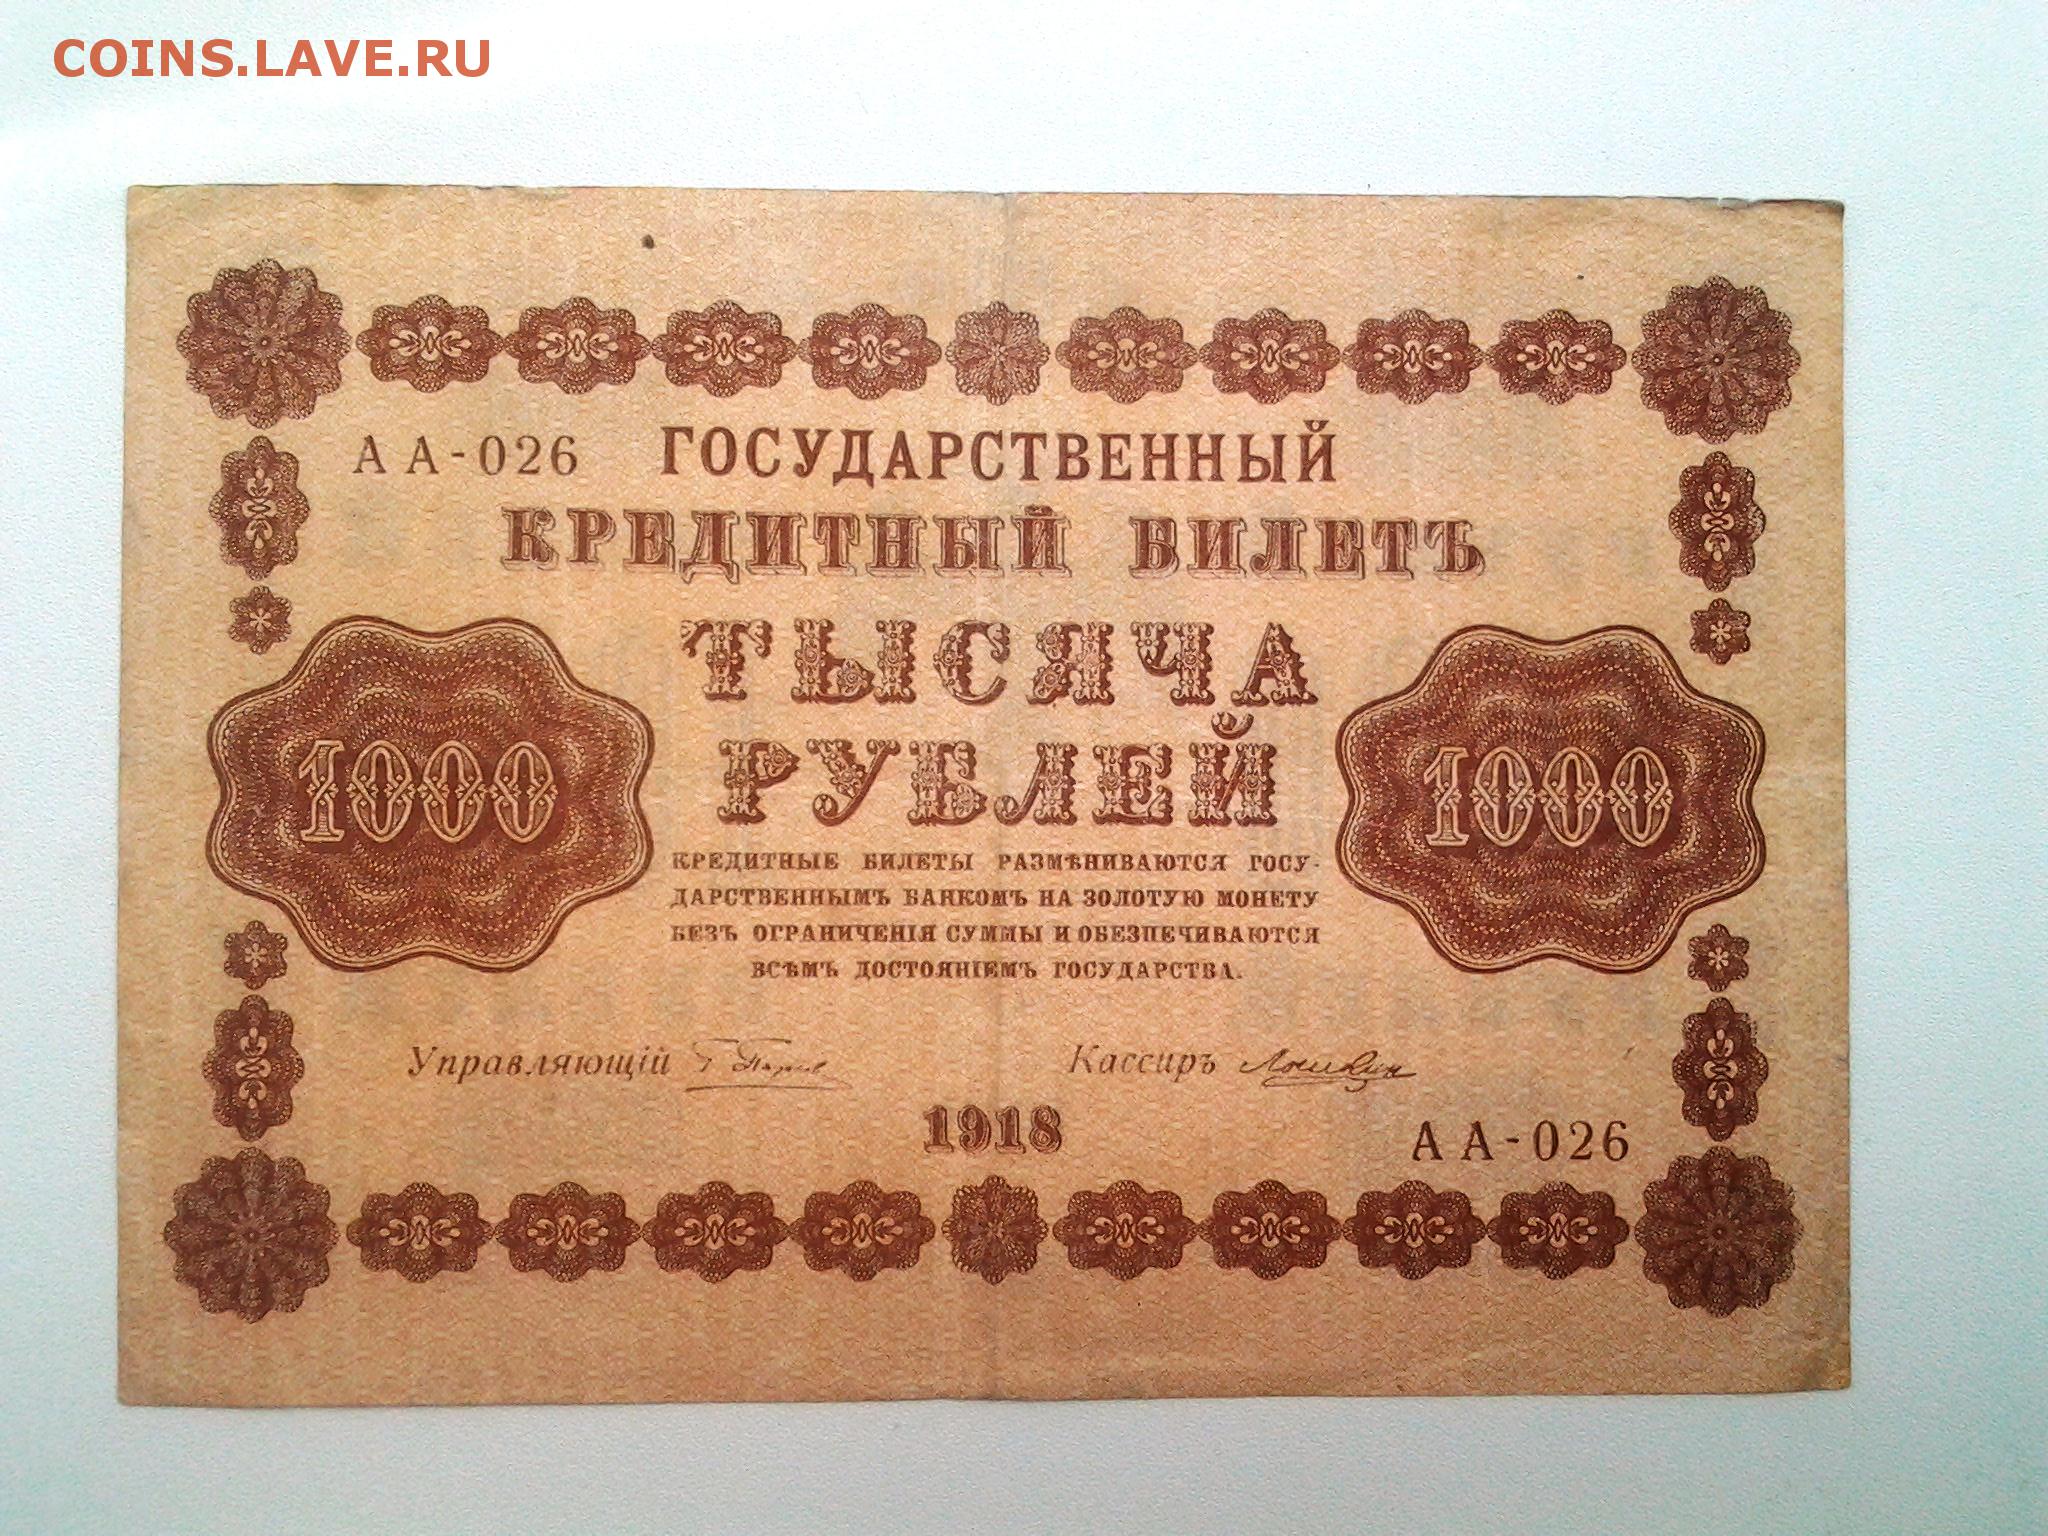 COINS.LAVE.RU
АА-026 ГОСУДАРСТВЕННЫЙ
КРЕДИТНЫЙ БИЛЕТЪ
ТЫСЯЧА
РУБЛЕЙ
1000
1000
КРЕДИТНЫЕ БИЛЕТЫ РАЗМѢНИВАЮТСЯ ГОСУ-
ДАРСТВЕННЫМЪ БАНКОМЪ НА ЗОЛОТУЮ МОНЕТУ
БЕЗЪ ОГРАНИЧЕНІЯ СУММЫ И ОБЕЗПЕЧИВАЮТСЯ
ВСѢМЪ ДОСТОЯНІЕМЪ ГОСУДАРСТВА.
Управляющій
Кассиръ
1918
АА-026